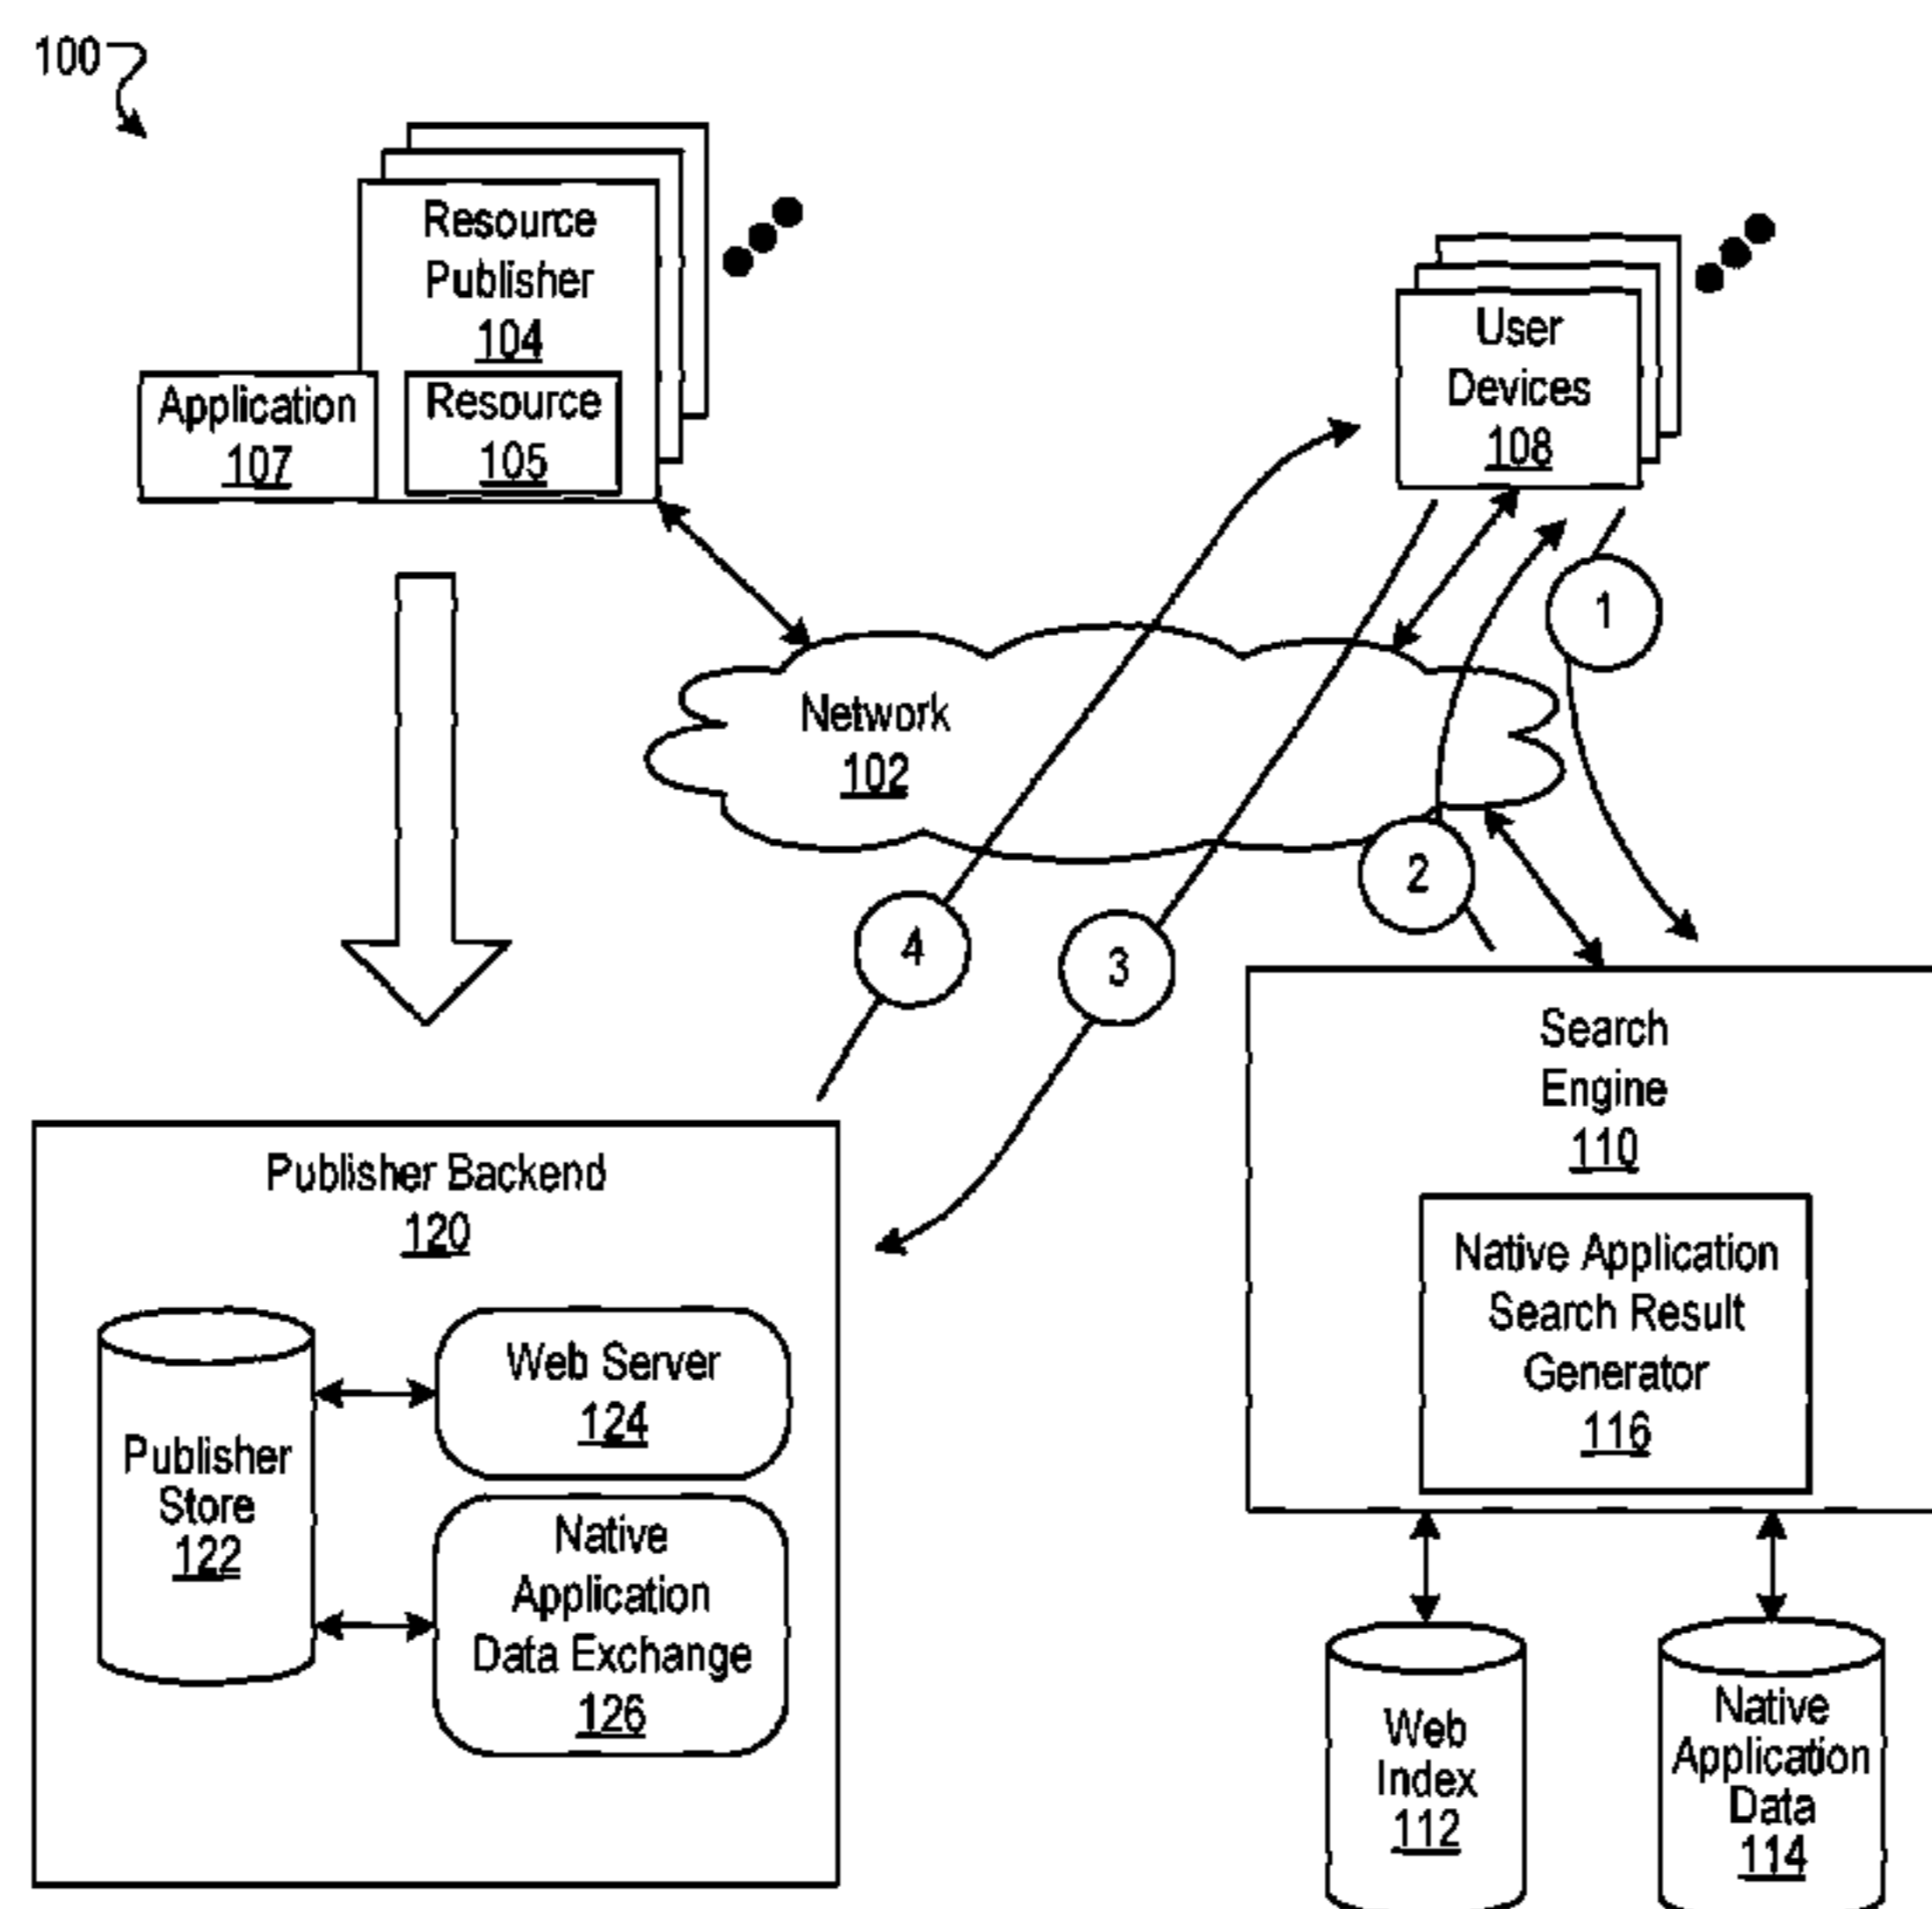 100
Resource
Publisher
104
Application
107
Resource
105
User
Devices
108
1
Network
102
2
4
3
Search
Engine
110
Native Application
Search Result
Generator
116
Publisher Backend
120
Web Server
124
Publisher
Store
122
Native
Application
Data Exchange
126
Web
Index
112
Native
Application
Data
114